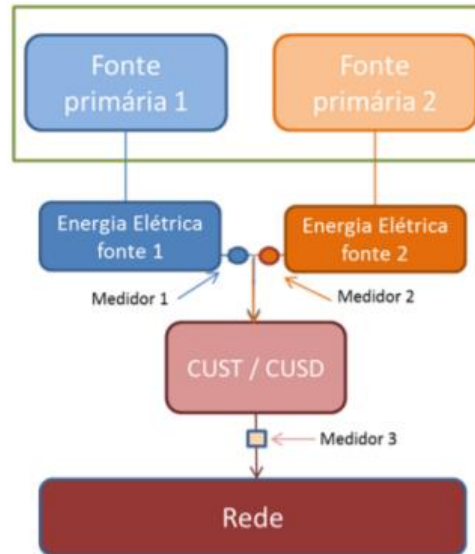 Fonte
primária 1
Fonte
primária 2
Energia Elétrica
fonte 1
Energia Elétrica
fonte 2
Medidor 1
Medidor 2
CUST / CUSD
Medidor 3
Rede